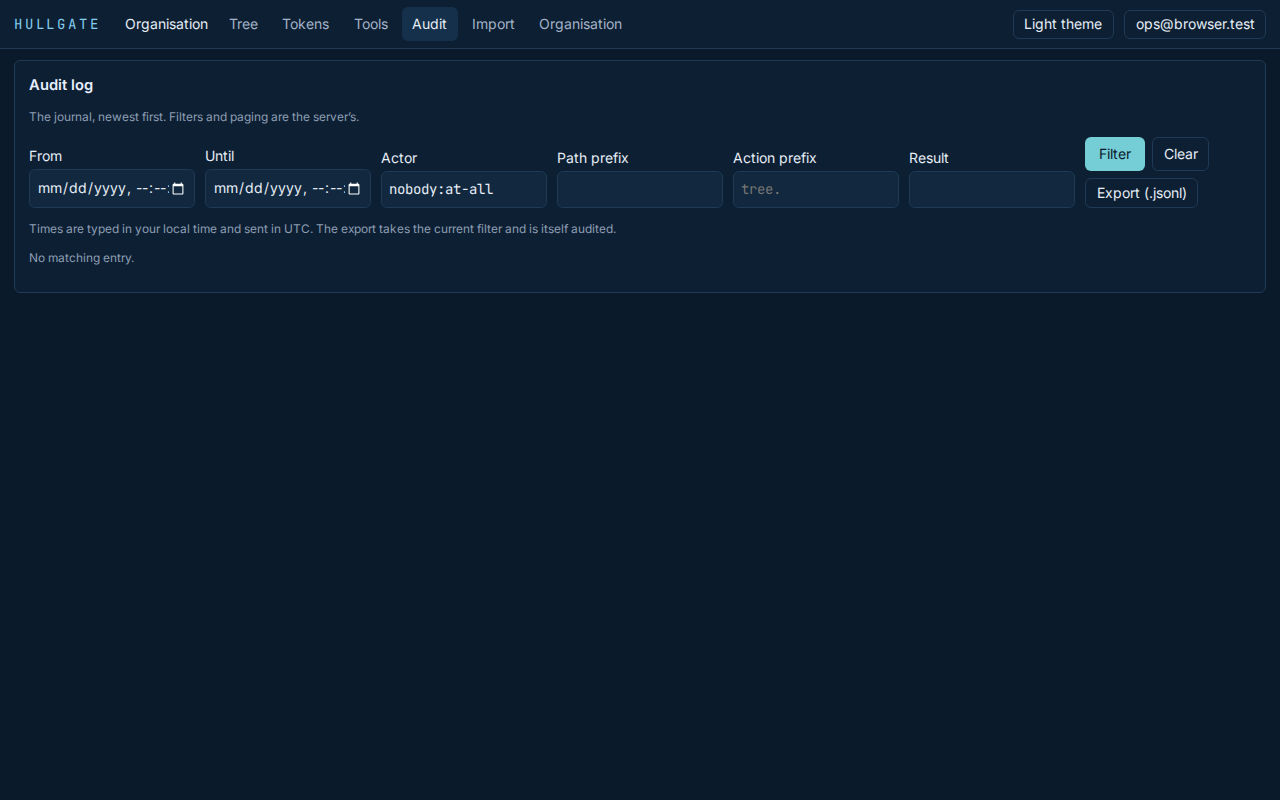 HULLGATE Organisation Tree Tokens Tools Audit Import Organisation Light theme ops@browser.test
Audit log
The journal, newest first. Filters and paging are the server's.
From Until Actor Path prefix Action prefix Result Filter Clear
mm/dd/yyyy, --:--: mm/dd/yyyy, --:--: nobody:at-all tree. Export (.jsonl)
Times are typed in your local time and sent in UTC. The export takes the current filter and is itself audited.
No matching entry.